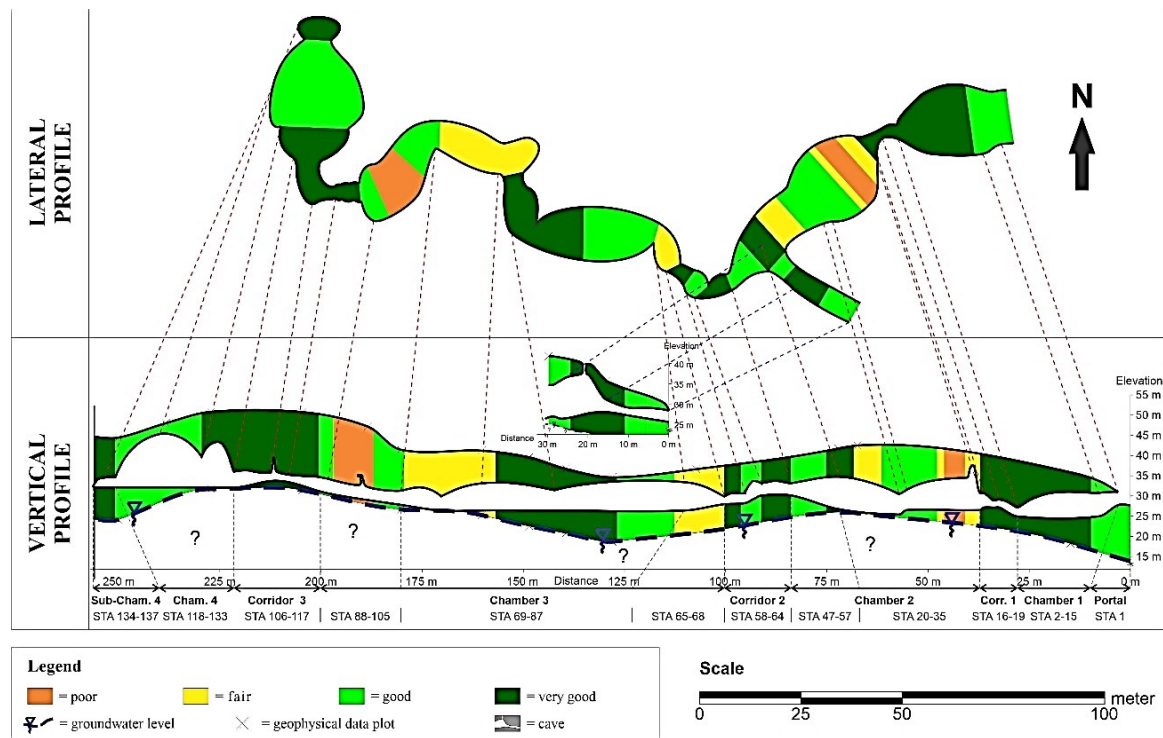 LATERAL
PROFILE
N
VERTICAL
PROFILE
Elevation
40 m
35 m
30 m
25 m
Distance
30 m 20 m 10 m 0 m
Elevation
55 m
50 m
45 m
40 m
35 m
30 m
25 m
20 m
15 m
? ? ? ?
250 m 225 m 200 m 175 m 150 m Distance 125 m 100 m 75 m 50 m 25 m 0 m
Sub-Cham. 4 Cham. 4 Corridor 3 Chamber 3 Corridor 2 Chamber 2 Corr. 1 Chamber 1 Portal
STA 134-137 STA 118-133 STA 106-117 STA 88-105 STA 69-87 STA 65-68 STA 58-64 STA 47-57 STA 20-35 STA 16-19 STA 2-15 STA 1
Legend
= poor = fair = good = very good
= groundwater level = geophysical data plot = cave
Scale
meter
0 25 50 100